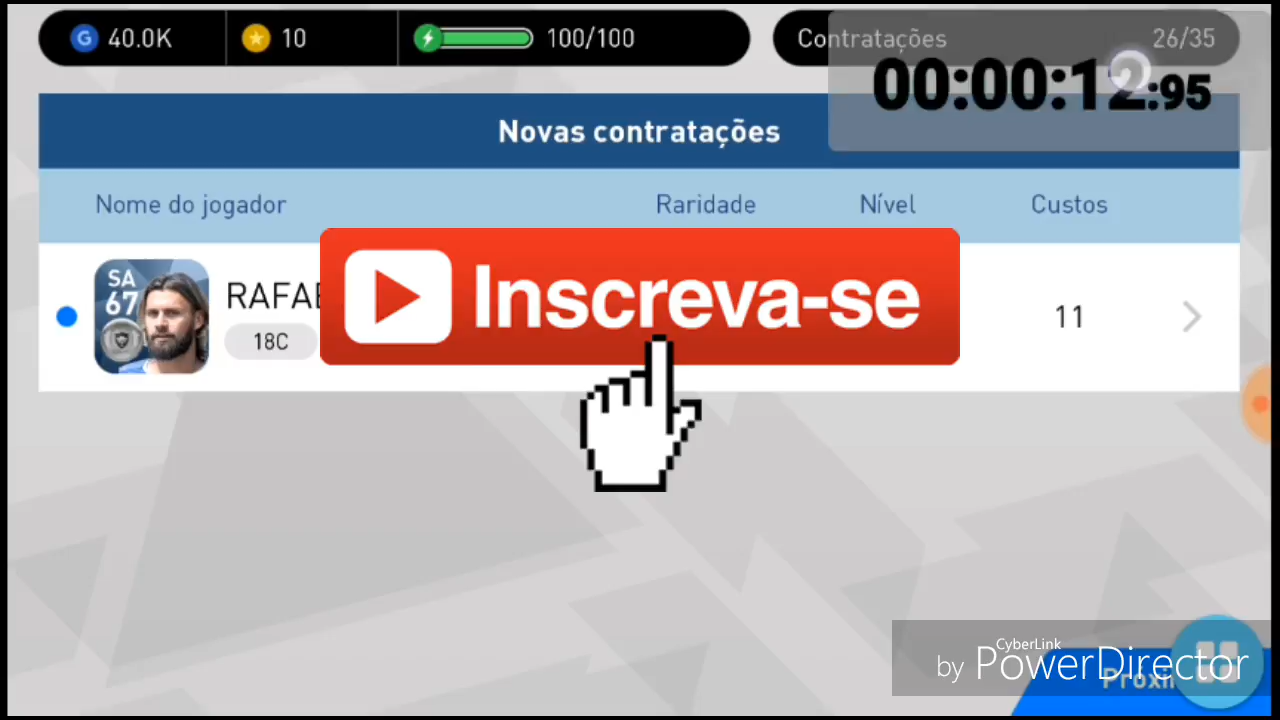 40.0K
10
100/100
Contratações
26/35
00:00:12:95
Novas contratações
Nome do jogador
Raridade
Nível
Custos
SA
67
18C
Inscreva-se
11
CyberLink
by PowerDirector